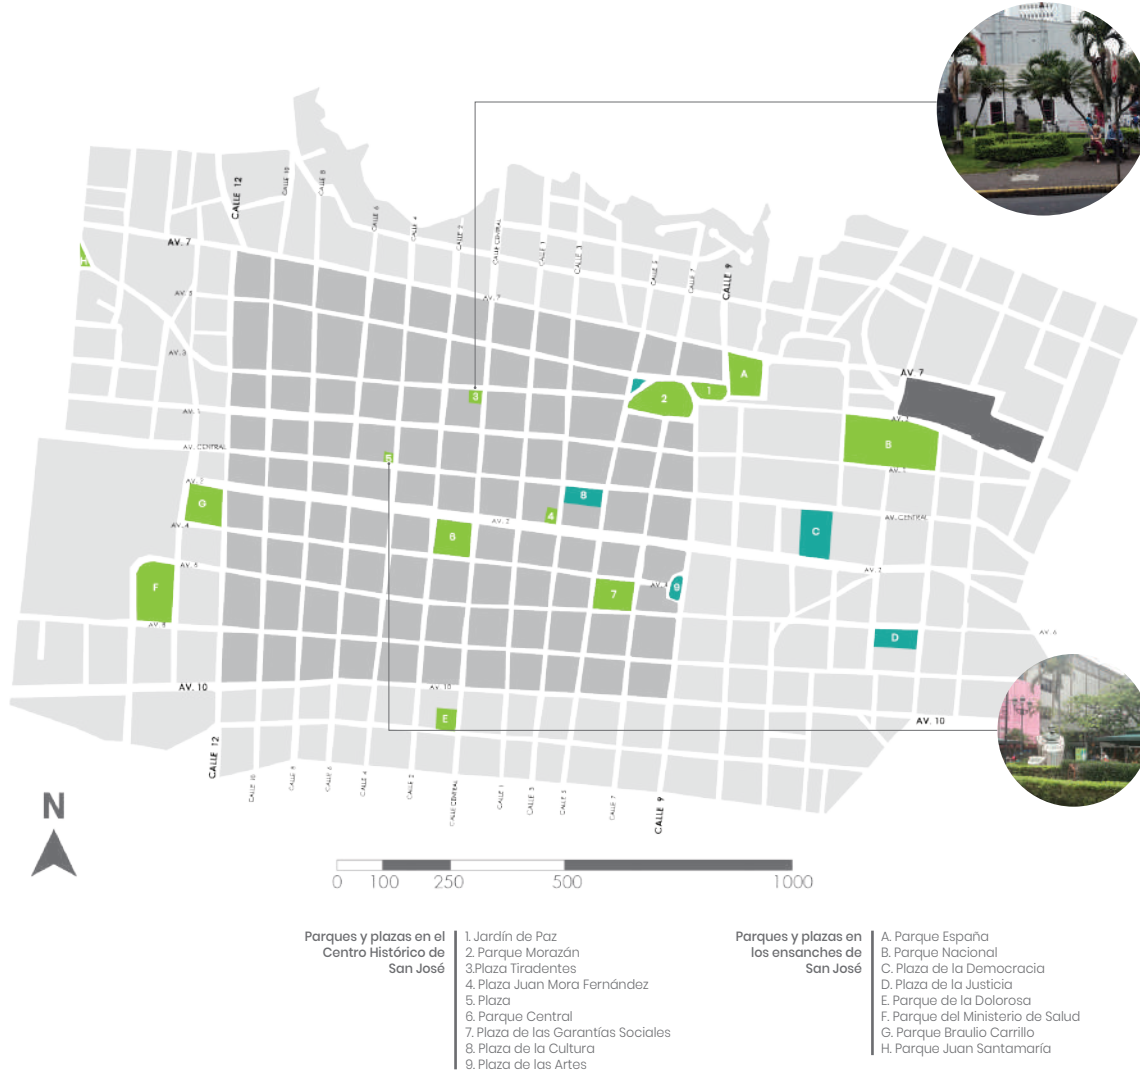 CALLE 12
CALLE 10
CALLE 8
CALLE 6
CALLE 4
CALLE 2
CALLE CENTRAL
CALLE 1
CALLE 3
CALLE 5
CALLE 7
CALLE 9
AV. 7
AV. 5
AV. 7
AV. 3
AV. 7
A
1
2
3
AV. CENTRAL
B
5
G
8
4
AV. 2
6
C
AV. CENTRAL
AV. 4
AV. 2
F
7
9
D
AV. 6
AV. 8
AV. 10
AV. 10
E
AV. 10
CALLE 12
CALLE 10
CALLE 8
CALLE 6
CALLE 4
CALLE 2
CALLE CENTRAL
CALLE 1
CALLE 3
CALLE 5
CALLE 7
CALLE 9
N
0 100 250 500 1000
Parques y plazas en el
Centro Histórico de
San José
1. Jardín de Paz
2. Parque Morazán
3.Plaza Tiradentes
4. Plaza Juan Mora Fernández
5. Plaza
6. Parque Central
7. Plaza de las Garantías Sociales
8. Plaza de la Cultura
9. Plaza de las Artes
Parques y plazas en
los ensanches de
San José
A. Parque España
B. Parque Nacional
C. Plaza de la Democracia
D. Plaza de la Justicia
E. Parque de la Dolorosa
F. Parque del Ministerio de Salud
G. Parque Braulio Carrillo
H. Parque Juan Santamaría